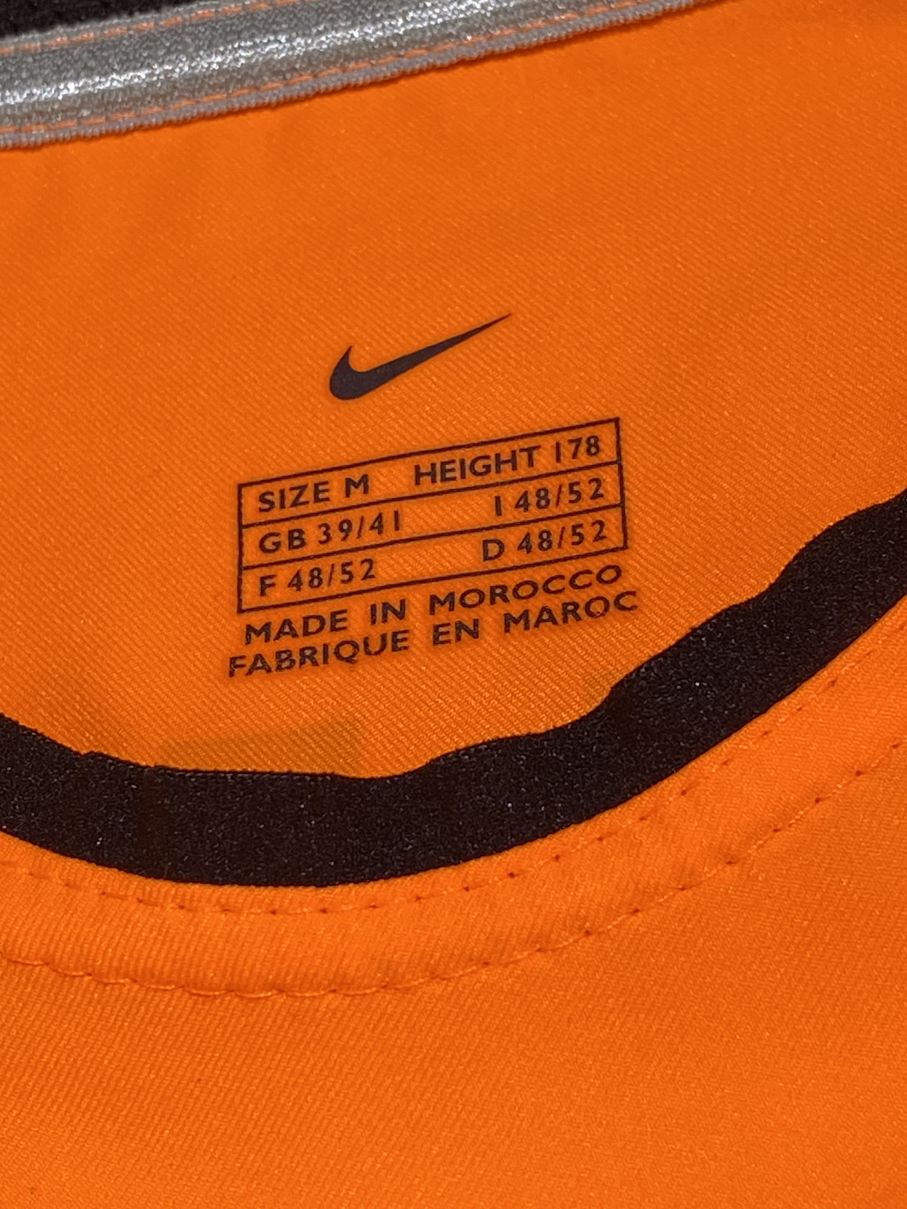 SIZE M HEIGHT 178
GB 39/41 I 48/52
F 48/52 D 48/52
MADE IN MOROCCO
FABRIQUE EN MAROC